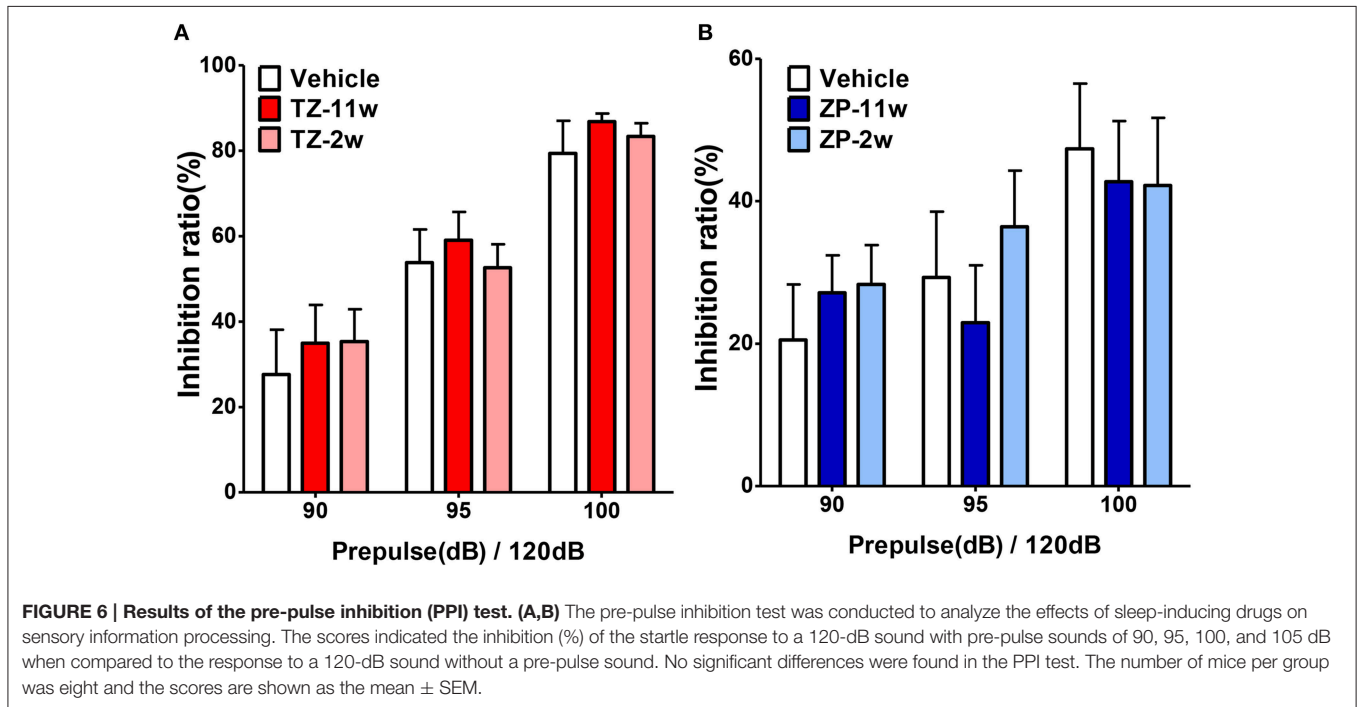 A
100
80
60
40
20
0
Inhibition ratio(%)
Vehicle
TZ-11w
TZ-2w
90 95 100
Prepulse(dB) / 120dB
B
60
40
20
0
Inhibition ratio(%)
Vehicle
ZP-11w
ZP-2w
90 95 100
Prepulse(dB) / 120dB
FIGURE 6 | Results of the pre-pulse inhibition (PPI) test. (A,B) The pre-pulse inhibition test was conducted to analyze the effects of sleep-inducing drugs on
sensory information processing. The scores indicated the inhibition (%) of the startle response to a 120-dB sound with pre-pulse sounds of 90, 95, 100, and 105 dB
when compared to the response to a 120-dB sound without a pre-pulse sound. No significant differences were found in the PPI test. The number of mice per group
was eight and the scores are shown as the mean ± SEM.